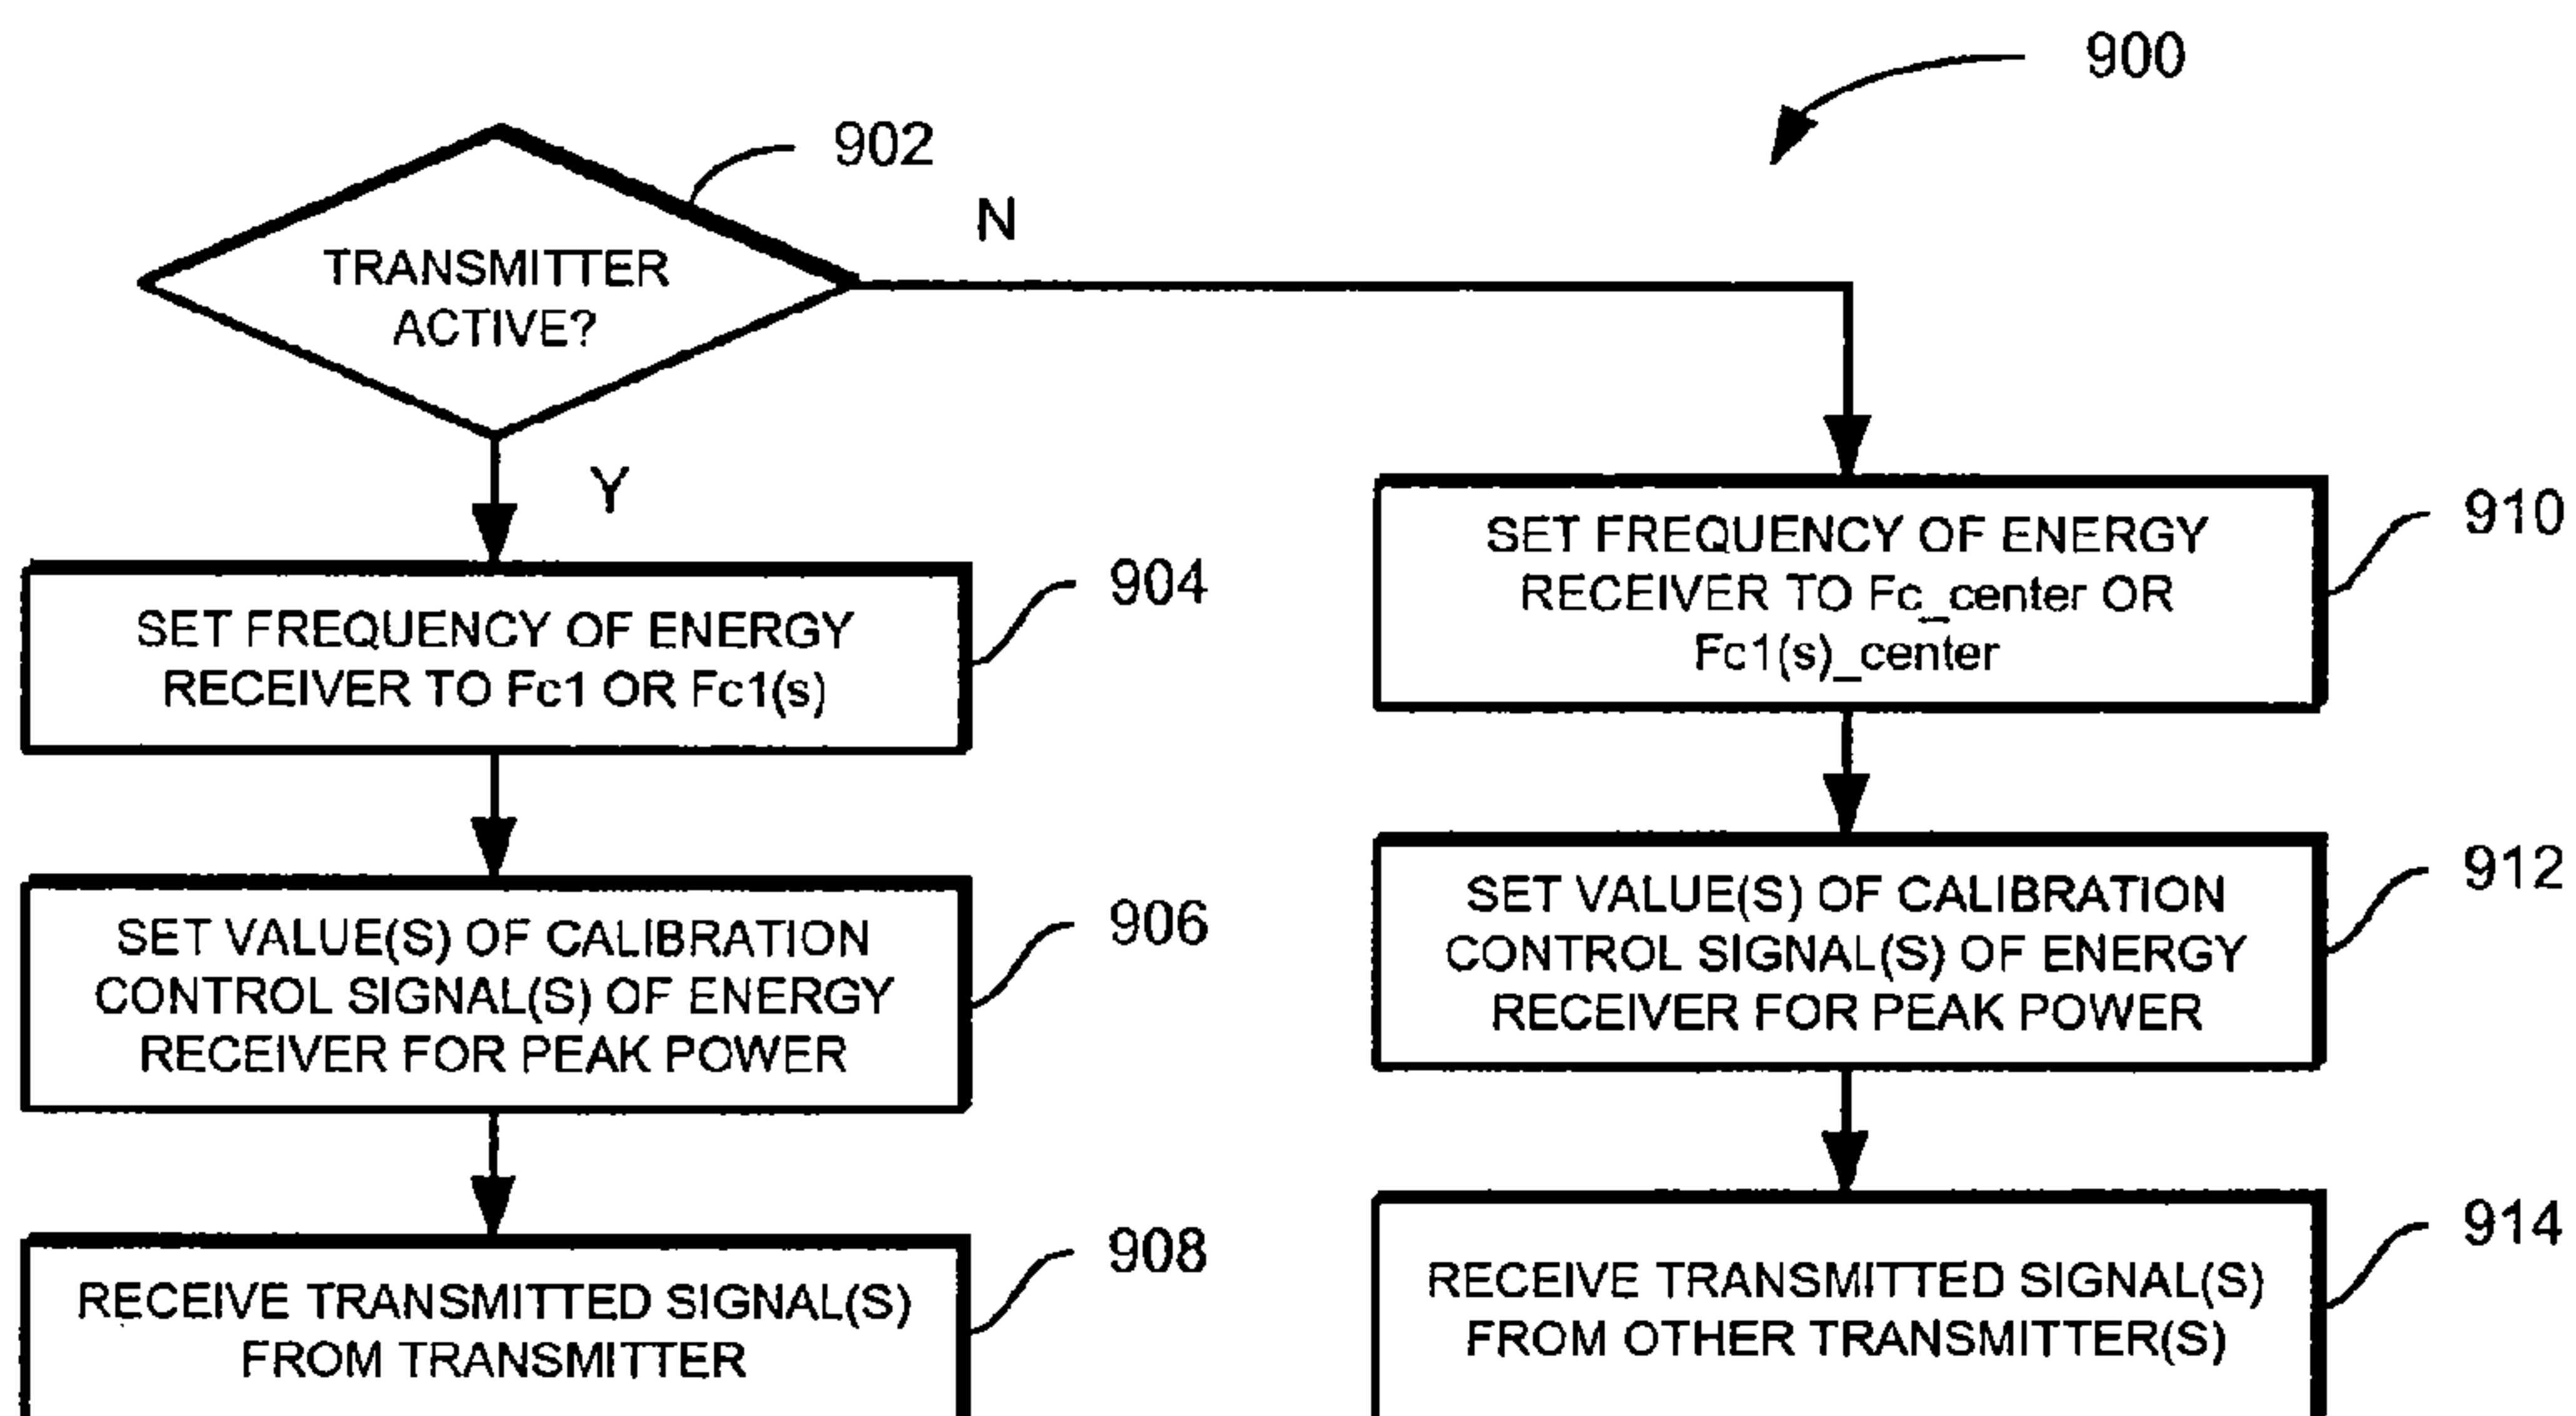 900
902
TRANSMITTER
ACTIVE?
N
Y
904
SET FREQUENCY OF ENERGY
RECEIVER TO Fc1 OR Fc1(s)
906
SET VALUE(S) OF CALIBRATION
CONTROL SIGNAL(S) OF ENERGY
RECEIVER FOR PEAK POWER
908
RECEIVE TRANSMITTED SIGNAL(S)
FROM TRANSMITTER
910
SET FREQUENCY OF ENERGY
RECEIVER TO Fc_center OR
Fc1(s)_center
912
SET VALUE(S) OF CALIBRATION
CONTROL SIGNAL(S) OF ENERGY
RECEIVER FOR PEAK POWER
914
RECEIVE TRANSMITTED SIGNAL(S)
FROM OTHER TRANSMITTER(S)